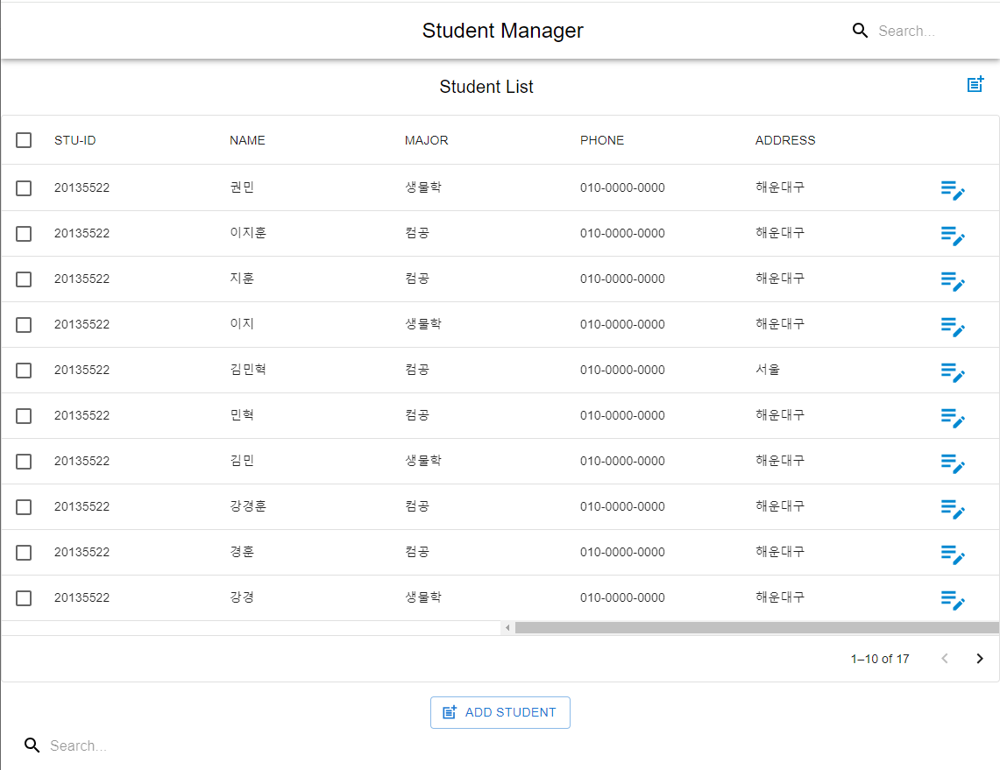 Student Manager Search...
Student List
STU-ID NAME MAJOR PHONE ADDRESS
20135522 권민 생물학 010-0000-0000 해운대구
20135522 이지훈 컴공 010-0000-0000 해운대구
20135522 지훈 컴공 010-0000-0000 해운대구
20135522 이지 생물학 010-0000-0000 해운대구
20135522 김민혁 컴공 010-0000-0000 서울
20135522 민혁 컴공 010-0000-0000 해운대구
20135522 김민 생물학 010-0000-0000 해운대구
20135522 강경훈 컴공 010-0000-0000 해운대구
20135522 경훈 컴공 010-0000-0000 해운대구
20135522 강경 생물학 010-0000-0000 해운대구
1–10 of 17
ADD STUDENT
Search...